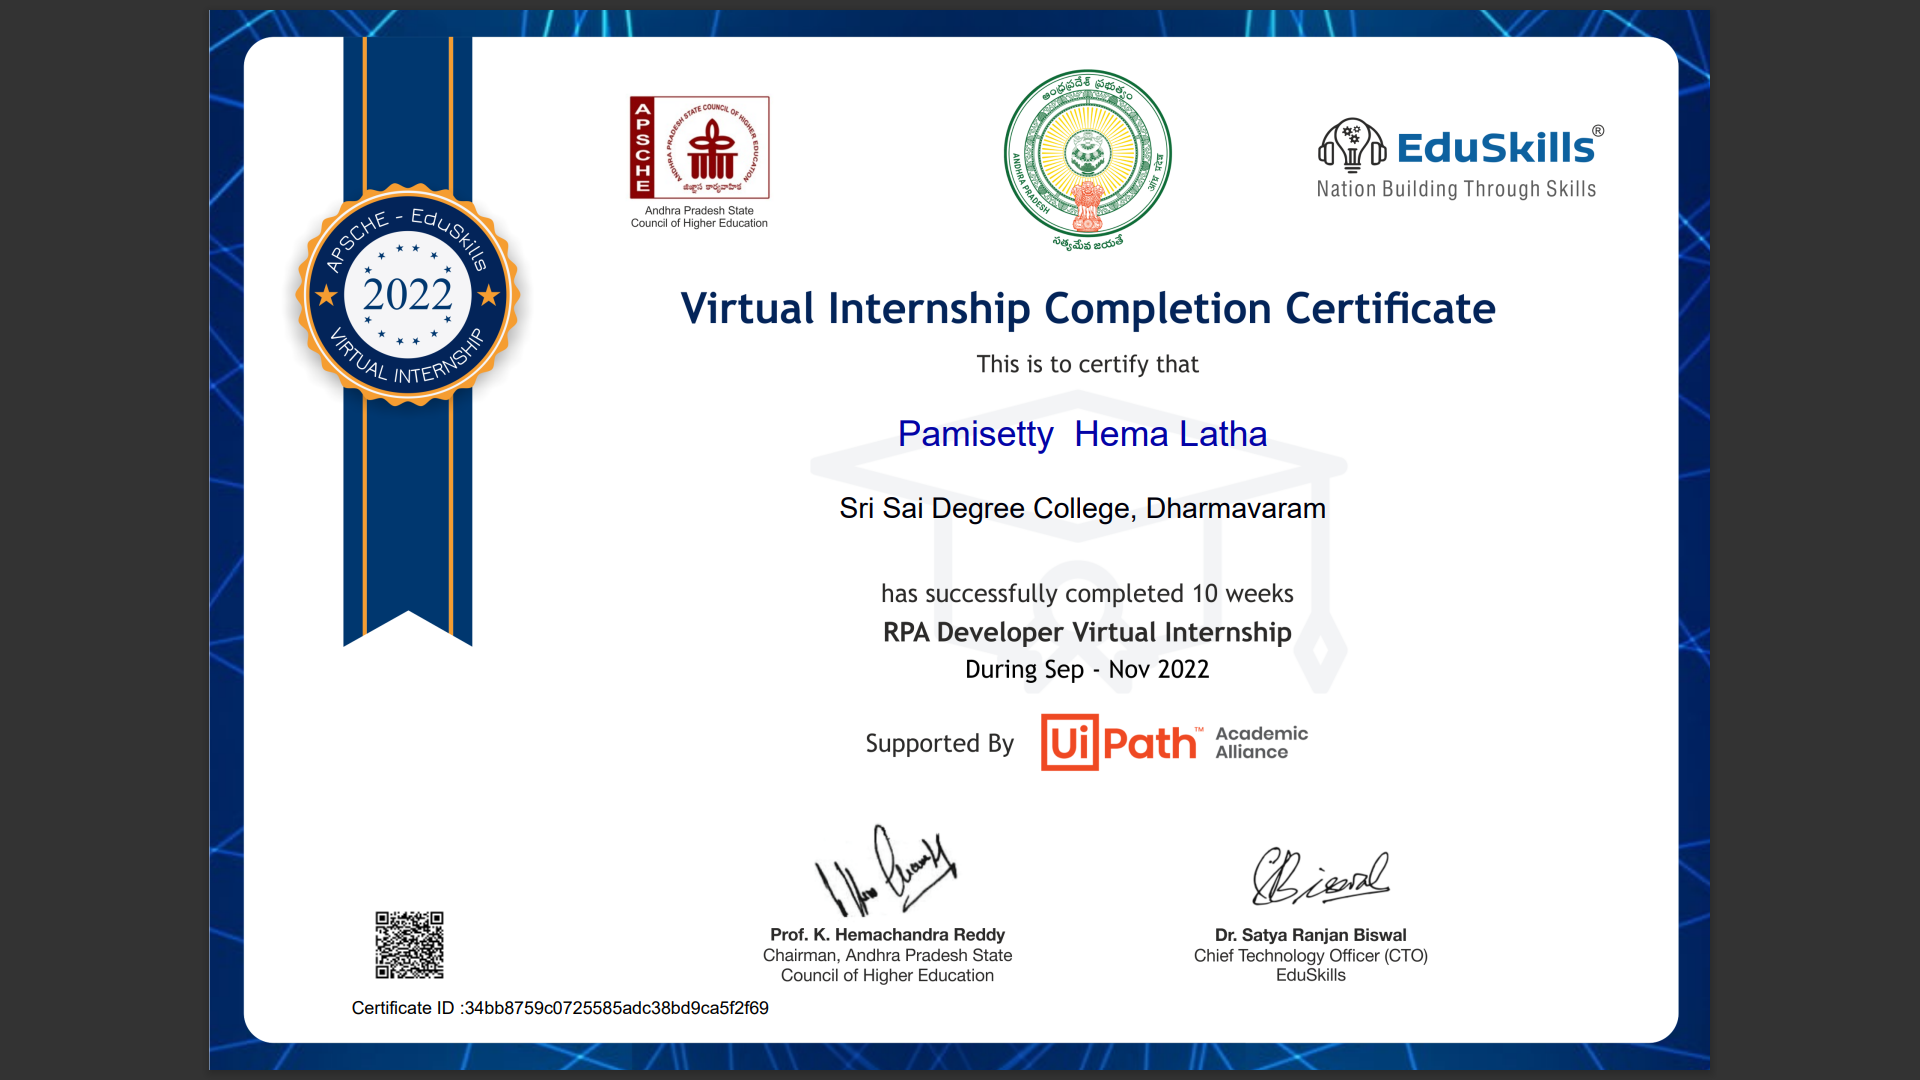 APSCHE
ANDHRA PRADESH STATE COUNCIL OF HIGHER EDUCATION
జిజ్ఞాస కార్యవాహిక
Andhra Pradesh State
Council of Higher Education
ఆంధ్రప్రదేశ్ ప్రభుత్వం
ANDHRA PRADESH
आन्ध्र प्रदेश
సత్యమేవ జయతే
EduSkills®
Nation Building Through Skills
APSCHE - EduSkills
2022
VIRTUAL INTERNSHIP
Virtual Internship Completion Certificate
This is to certify that
Pamisetty Hema Latha
Sri Sai Degree College, Dharmavaram
has successfully completed 10 weeks
RPA Developer Virtual Internship
During Sep - Nov 2022
Supported By UiPath™ Academic
Alliance
Prof. K. Hemachandra Reddy
Chairman, Andhra Pradesh State
Council of Higher Education
Dr. Satya Ranjan Biswal
Chief Technology Officer (CTO)
EduSkills
Certificate ID :34bb8759c0725585adc38bd9ca5f2f69